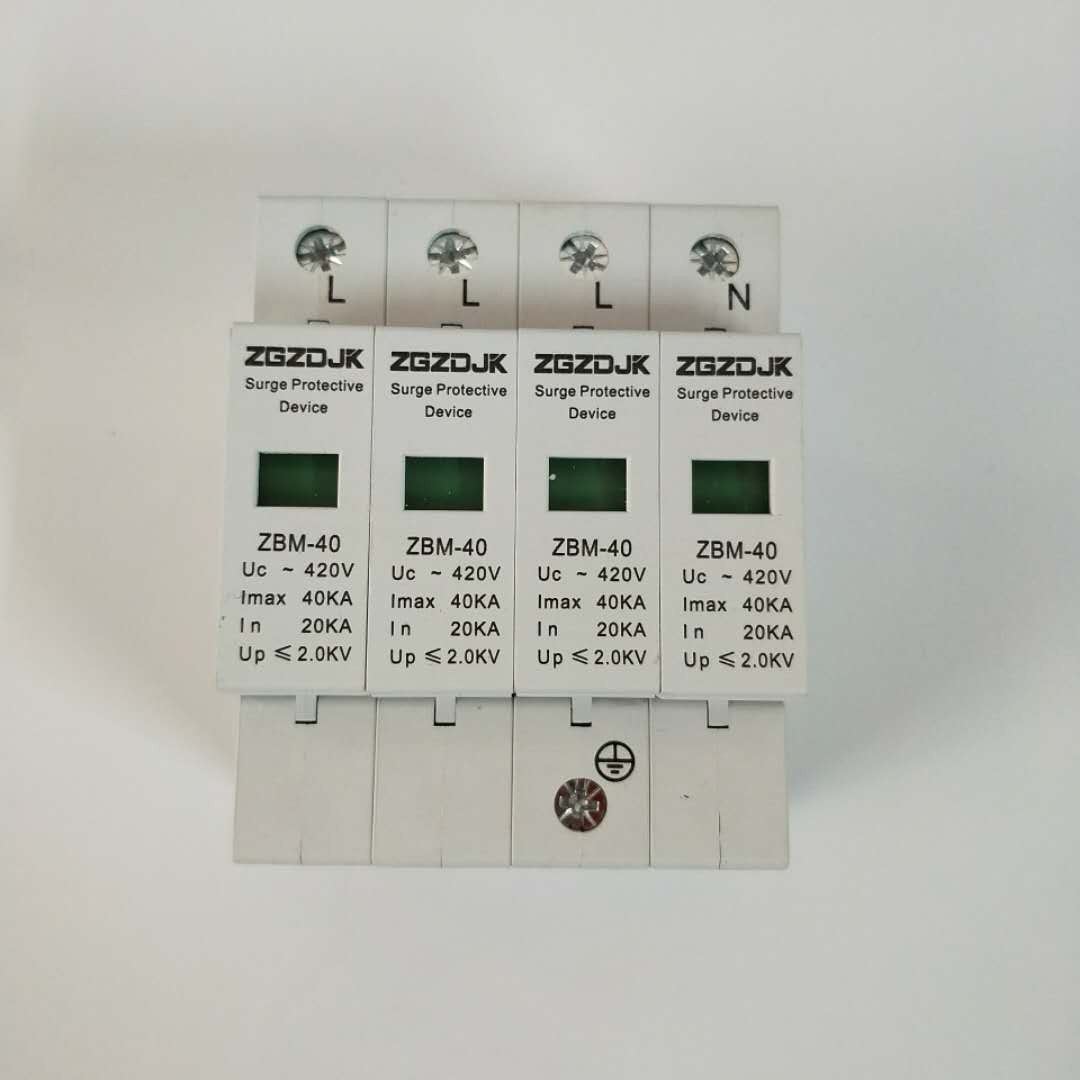 L L L N
ZGZDJK ZGZDJK ZGZDJK ZGZDJK
Surge Protective Surge Protective Surge Protective Surge Protective
Device Device Device Device
ZBM-40 ZBM-40 ZBM-40 ZBM-40
Uc ~ 420V Uc ~ 420V Uc ~ 420V Uc ~ 420V
Imax 40KA Imax 40KA Imax 40KA Imax 40KA
In 20KA In 20KA In 20KA In 20KA
Up ≤2.0KV Up ≤2.0KV Up ≤2.0KV Up ≤2.0KV